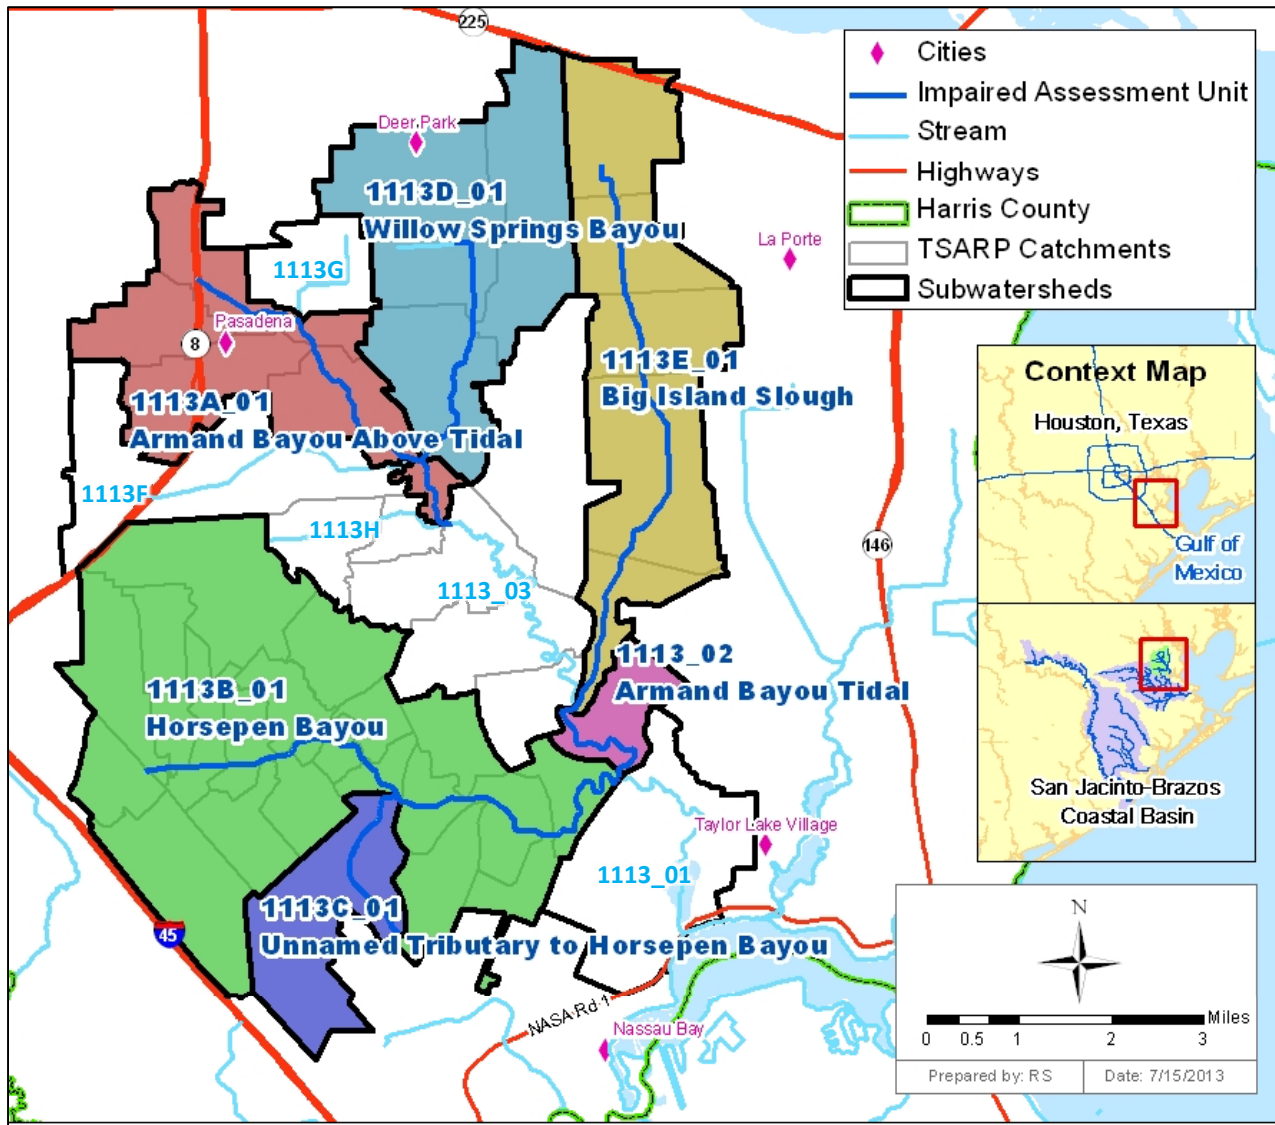 225
Cities
Impaired Assessment Unit
Stream
Highways
Harris County
TSARP Catchments
Subwatersheds
Deer Park
1113D_01
Willow Springs Bayou
La Porte
1113G
Pasadena
8
1113E_01
Big Island Slough
1113A_01
Armand Bayou Above Tidal
Context Map
Houston, Texas
Gulf of
Mexico
1113F
1113H
146
1113_03
1113_02
Armand Bayou Tidal
1113B_01
Horsepen Bayou
San Jacinto-Brazos
Coastal Basin
Taylor Lake Village
1113_01
1113C_01
Unnamed Tributary to Horsepen Bayou
45
NASA Rd 1
Nassau Bay
N
Miles
0 0.5 1 2 3
Prepared by: RS
Date: 7/15/2013